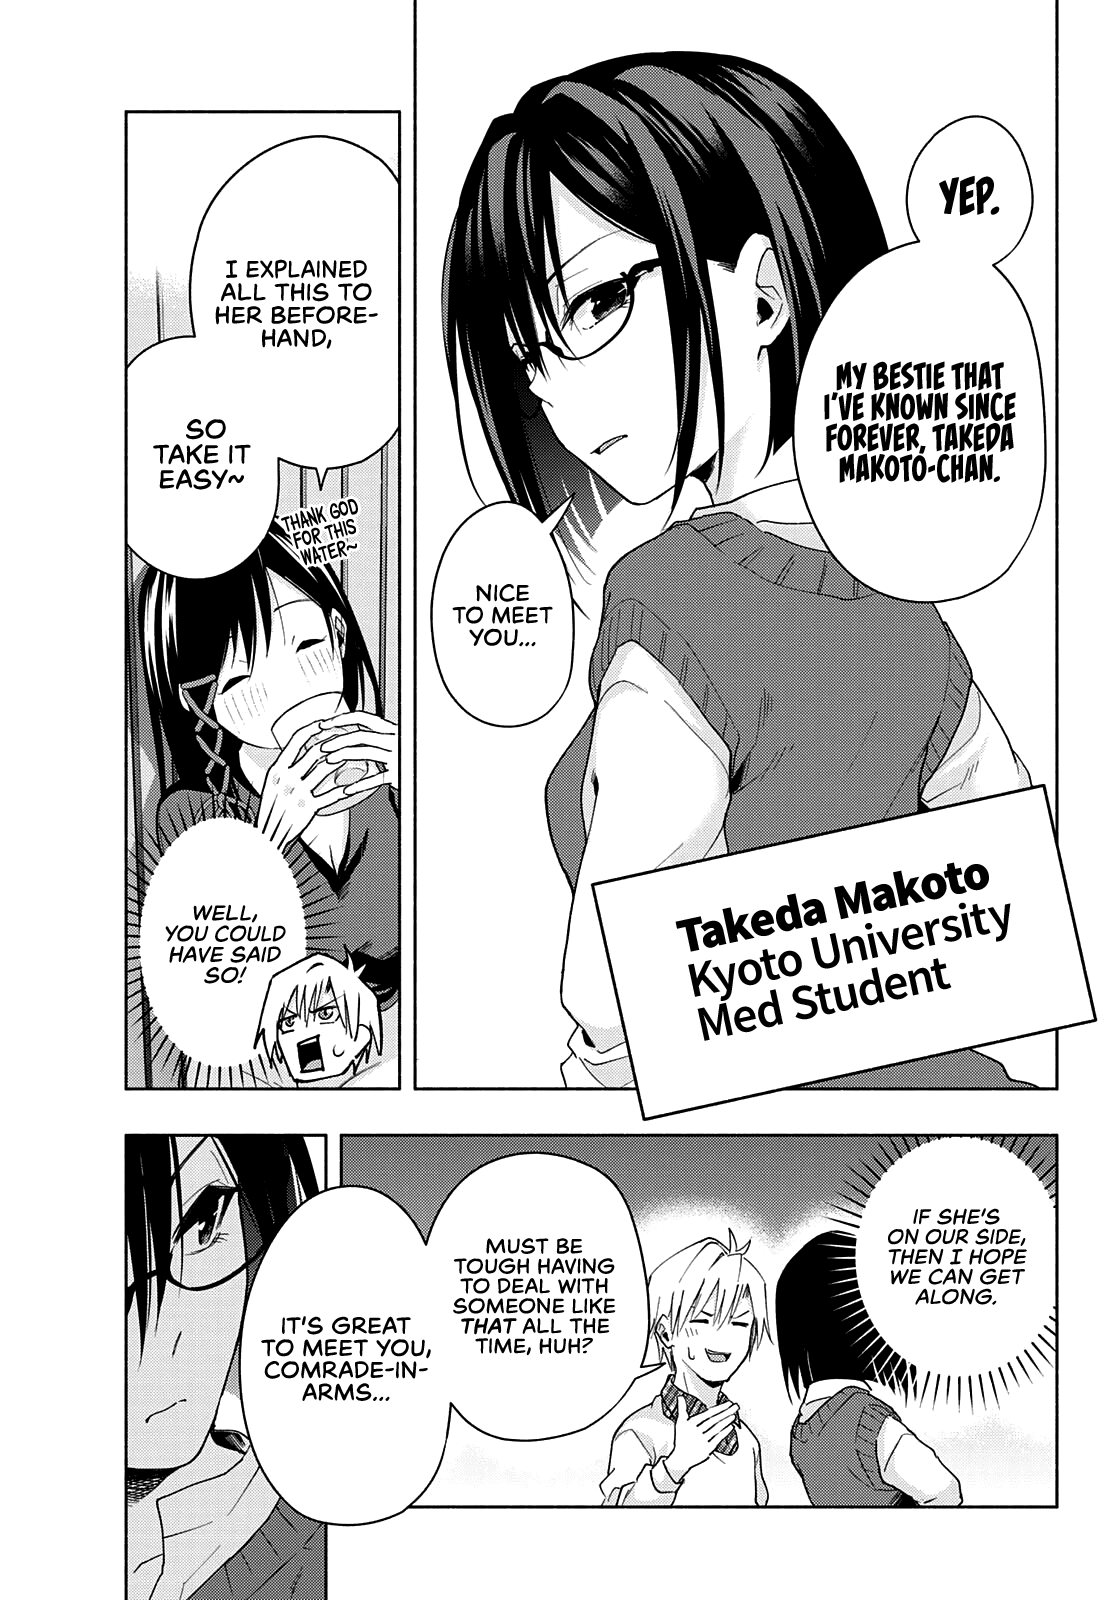 YEP.
MY BESTIE THAT
I'VE KNOWN SINCE
FOREVER, TAKEDA
MAKOTO-CHAN.
NICE
TO MEET
YOU...
Takeda Makoto
Kyoto University
Med Student
I EXPLAINED
ALL THIS TO
HER BEFORE-
HAND,
SO
TAKE IT
EASY~
THANK GOD
FOR THIS
WATER~
WELL,
YOU COULD
HAVE SAID
SO!
IF SHE'S
ON OUR SIDE,
THEN I HOPE
WE CAN GET
ALONG.
MUST BE
TOUGH HAVING
TO DEAL WITH
SOMEONE LIKE
THAT ALL THE
TIME, HUH?
IT'S GREAT
TO MEET YOU,
COMRADE-IN-
ARMS...